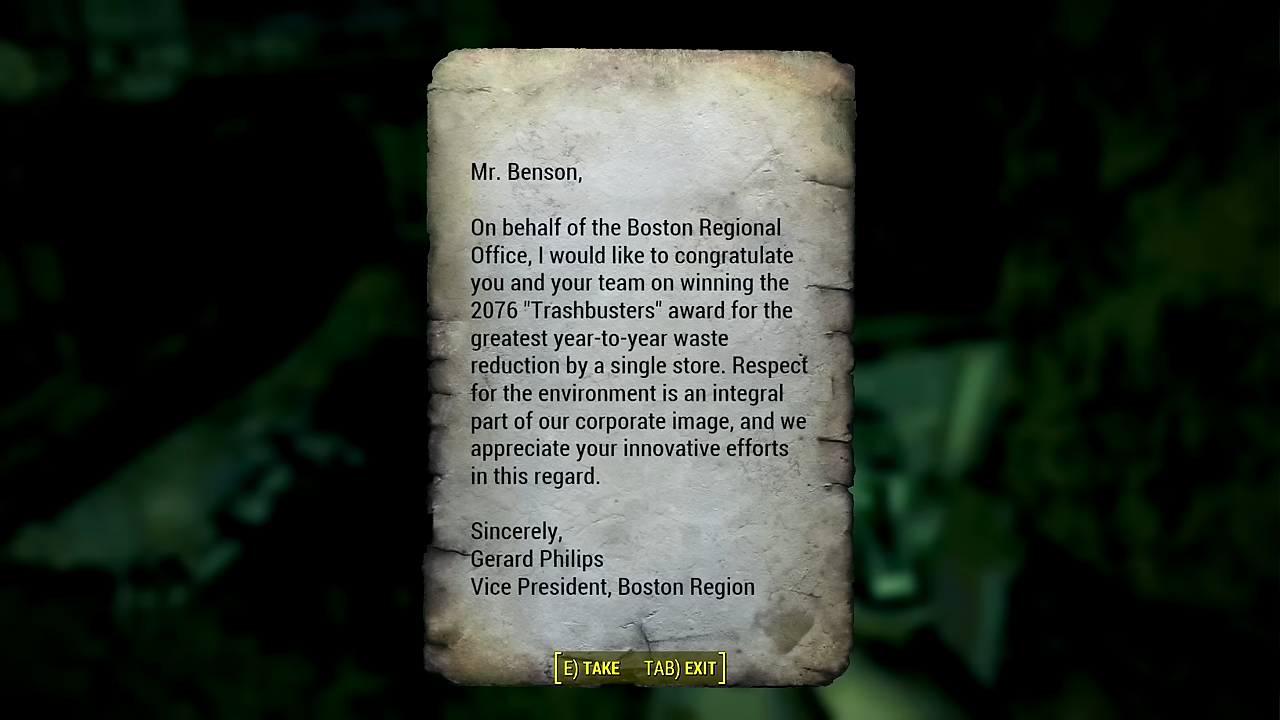 Mr. Benson,
On behalf of the Boston Regional
Office, I would like to congratulate
you and your team on winning the
2076 "Trashbusters" award for the
greatest year-to-year waste
reduction by a single store. Respect
for the environment is an integral
part of our corporate image, and we
appreciate your innovative efforts
in this regard.
Sincerely,
Gerard Philips
Vice President, Boston Region
E) TAKE TAB) EXIT